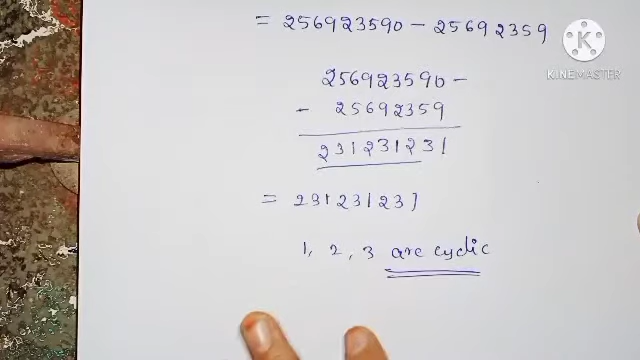 = 256923590 - 25692359
KINEMASTER
256923590 -
- 25692359
231231231
= 231231231
1, 2, 3 are cyclic